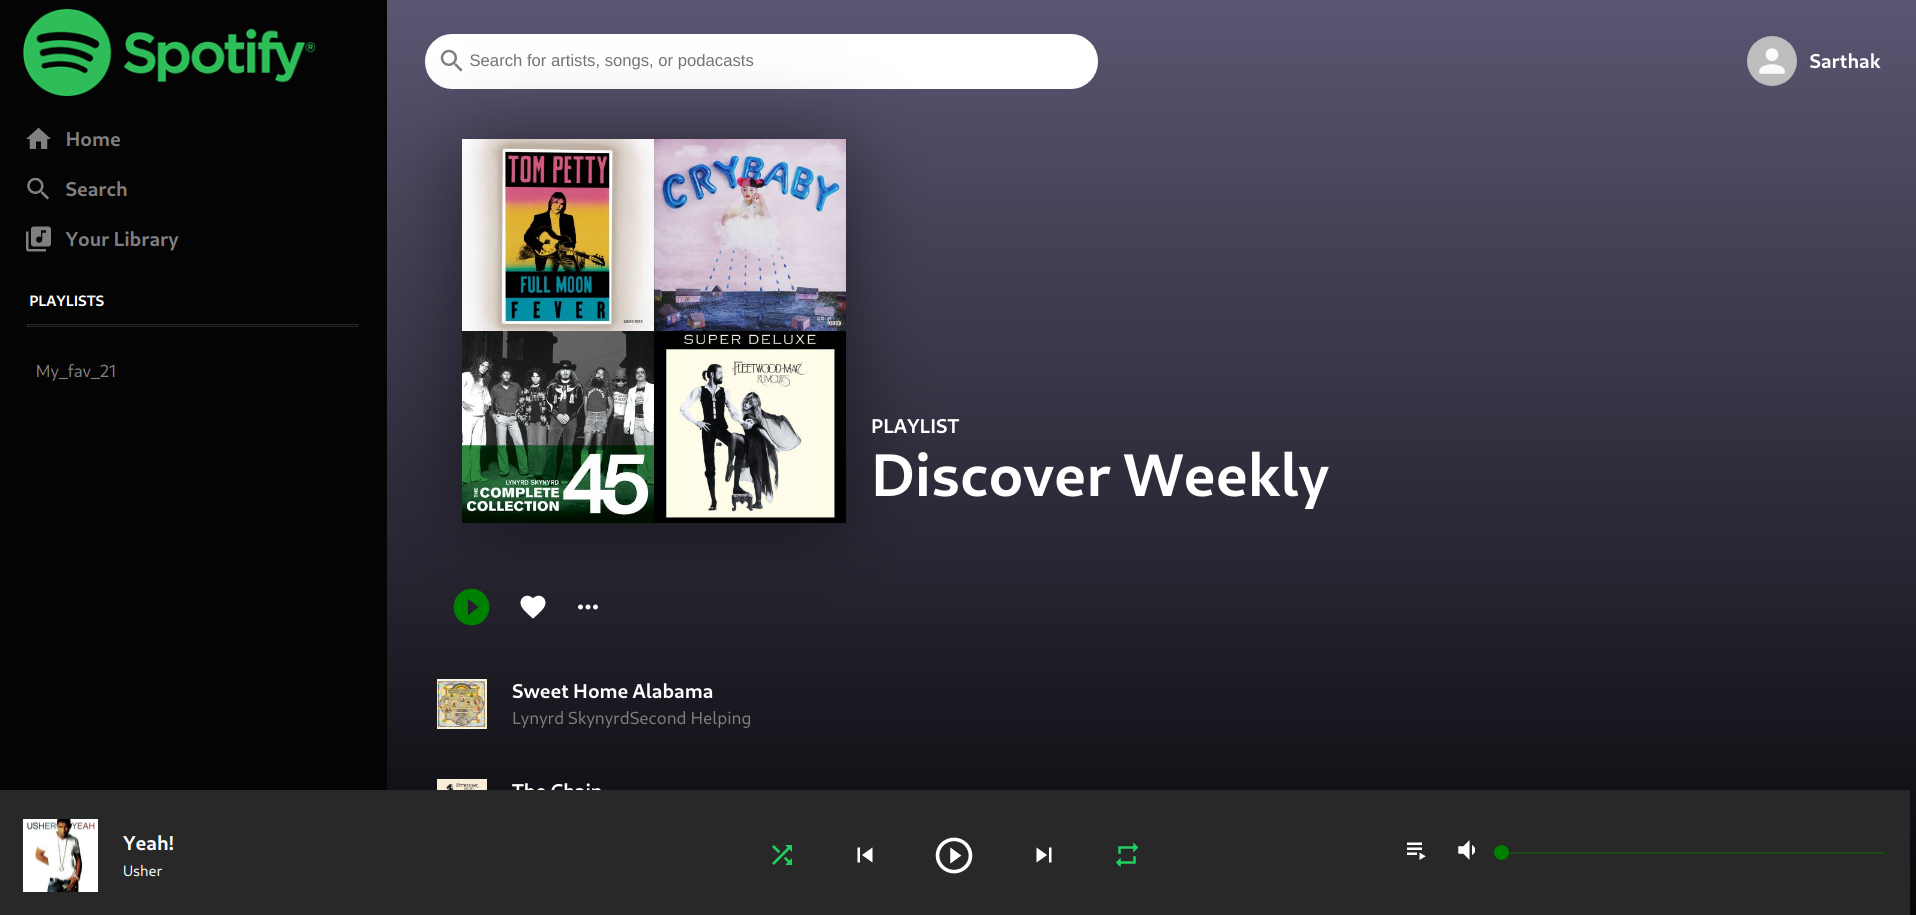 Spotify®
Home
Search
Your Library
PLAYLISTS
My_fav_21
Search for artists, songs, or podacasts
Sarthak
TOM PETTY
FULL MOON
FEVER
CRYBABY
LYNYRD SKYNYRD
THE COMPLETE
COLLECTION
45
SUPER DELUXE
FLEETWOOD MAC
RUMOURS
PLAYLIST
Discover Weekly
Sweet Home Alabama
Lynyrd SkynyrdSecond Helping
The Chain
USHER YEAH
Yeah!
Usher